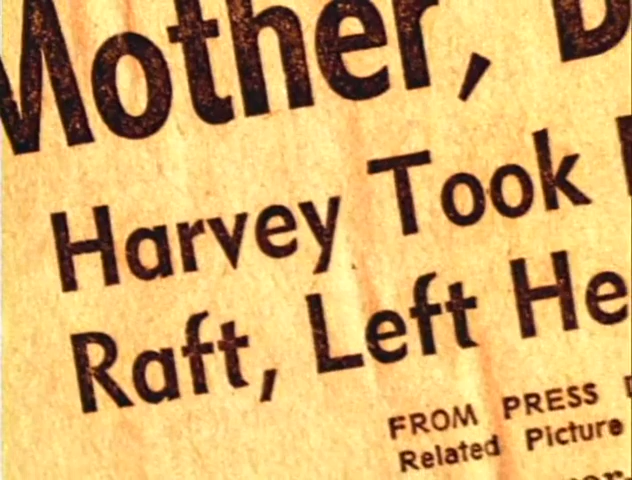 Mother,
Harvey Took
Raft, Left He
FROM PRESS
Related Picture